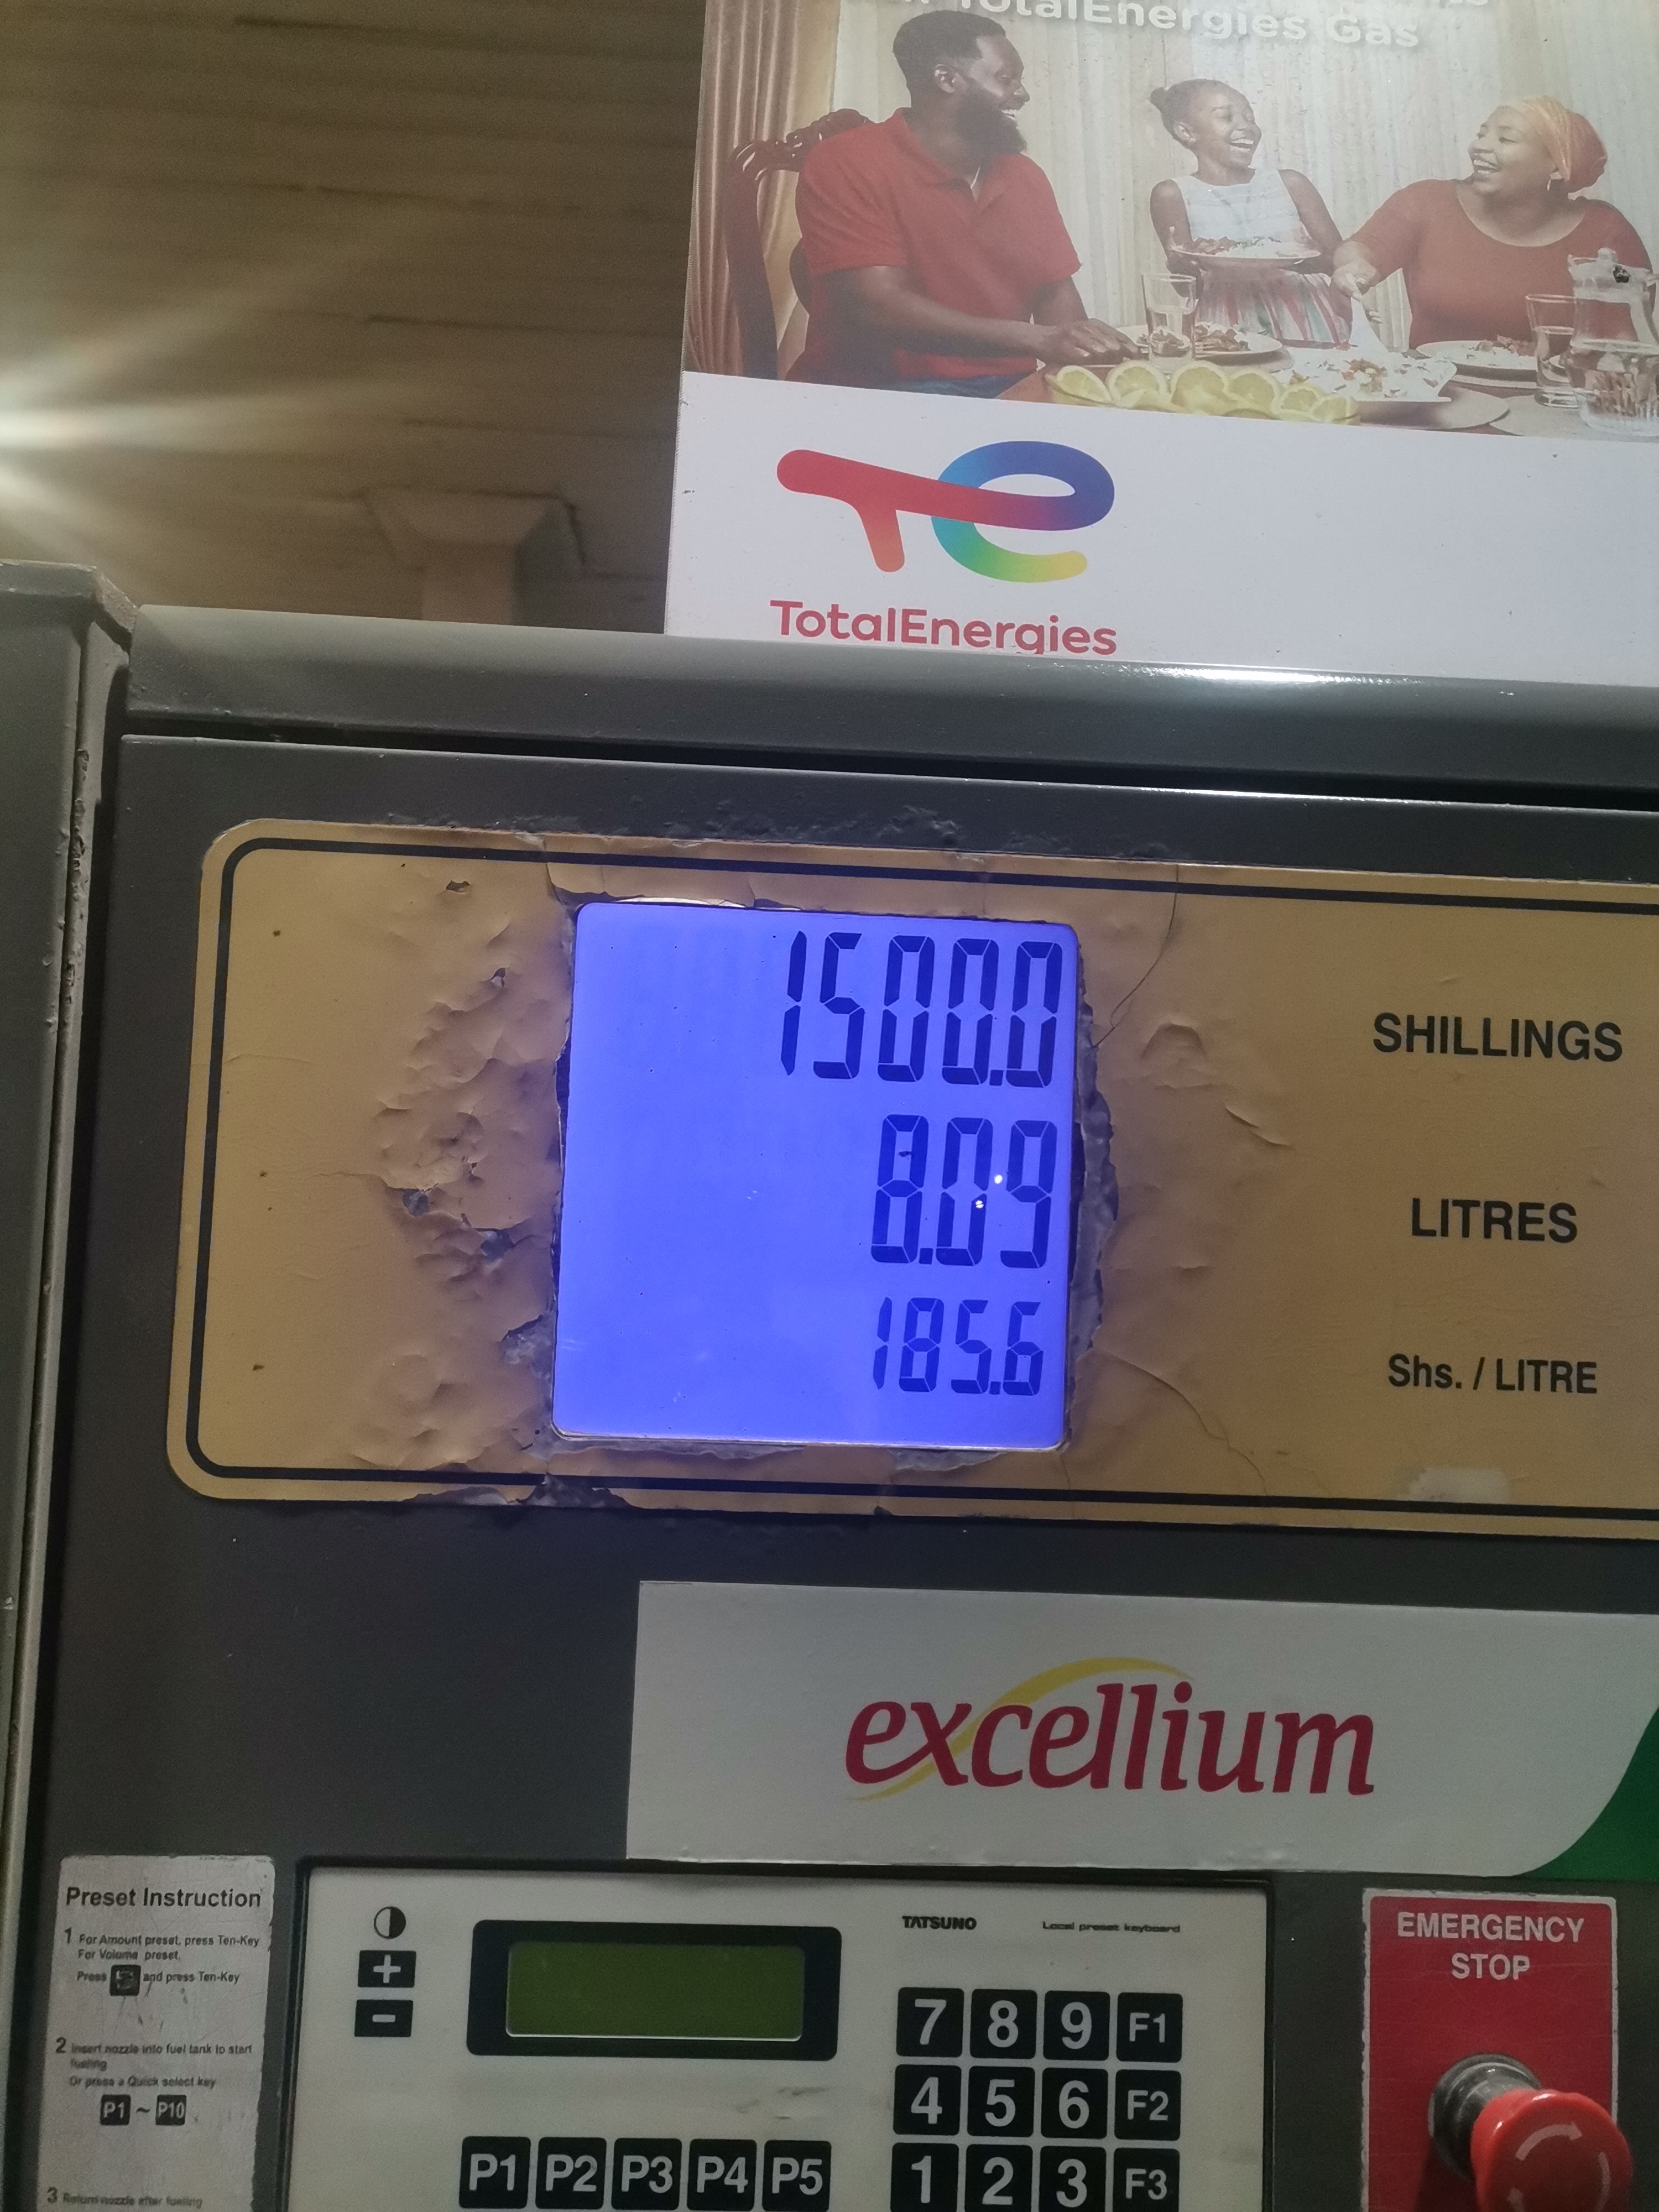 TotalEnergies Gas
TotalEnergies
1500.0
SHILLINGS
8.09
LITRES
185.6
Shs. / LITRE
excellium
Preset Instruction
1 For Amount preset, press Ten-Key
For Volume preset,
Press and press Ten-Key
2 Insert nozzle into fuel tank to start
fueling
Or press a Quick select key
P1 ~ P10
3 Return nozzle after fueling
+
-
TATSUNO
Local preset keyboard
7 8 9 F1
4 5 6 F2
1 2 3 F3
P1 P2 P3 P4 P5
EMERGENCY
STOP